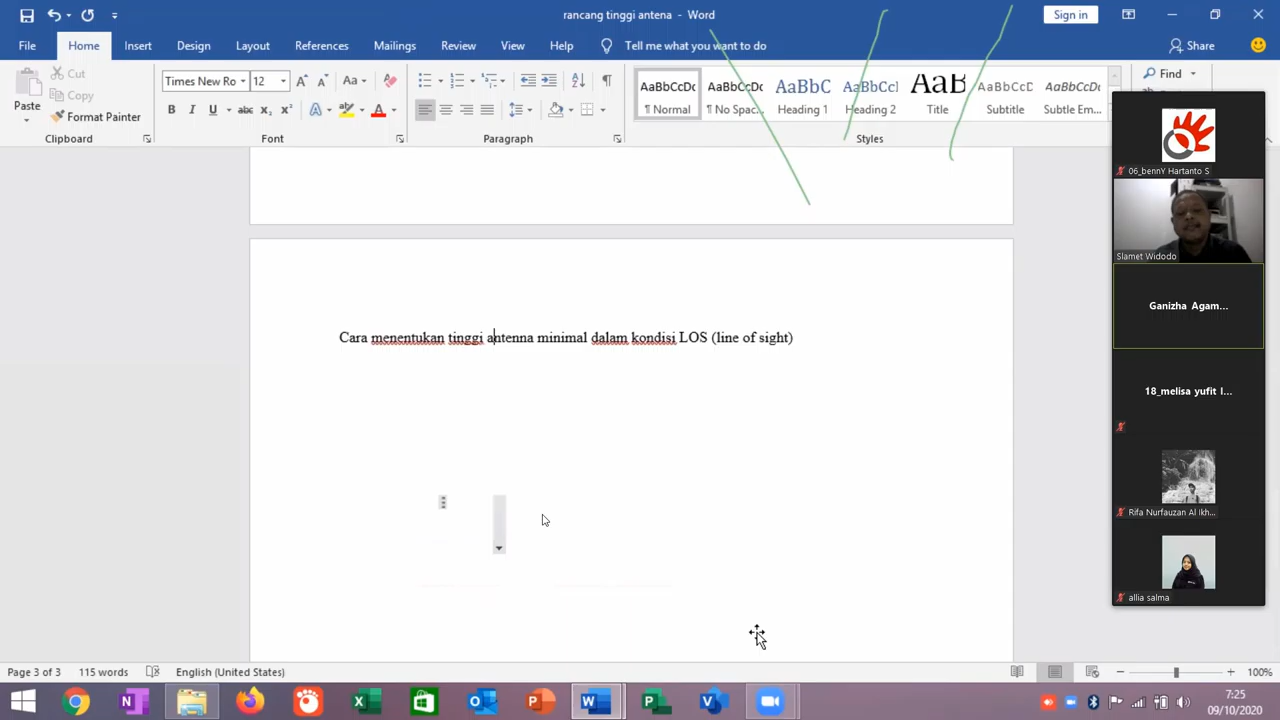 rancang tinggi antena - Word
Sign in
File Home Insert Design Layout References Mailings Review View Help Tell me what you want to do Share
Paste
Cut
Copy
Format Painter
Clipboard
Times New Ro 12
Font
Paragraph
AaBbCcDc AaBbCcDc AaBbC AaBbCcl AaB AaBbCcD AaBbCcDc
¶ Normal ¶ No Spac... Heading 1 Heading 2 Title Subtitle Subtle Em...
Styles
Find
Cara menentukan tinggi antenna minimal dalam kondisi LOS (line of sight)
06_bennY Hartanto S
Slamet Widodo
Ganizha Agam...
18_melisa yufit I...
Rifa Nurfauzan Al Ikh...
allia salma
Page 3 of 3 115 words English (United States) 100%
7:25
09/10/2020